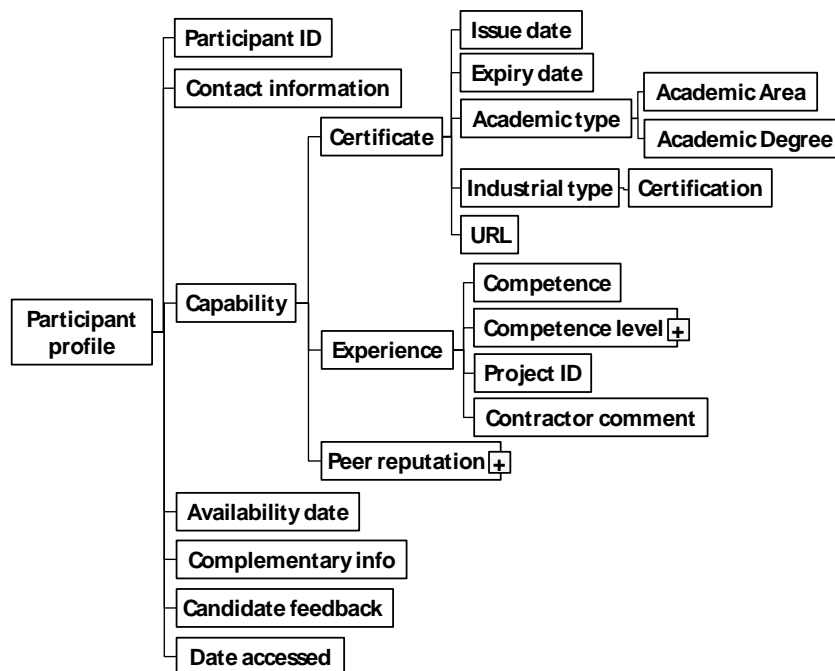 Participant ID
Contact information
Participant
profile
Capability
Certificate
Issue date
Expiry date
Academic type
Academic Area
Academic Degree
Industrial type
Certification
URL
Experience
Competence
Competence level +
Project ID
Contractor comment
Peer reputation +
Availability date
Complementary info
Candidate feedback
Date accessed